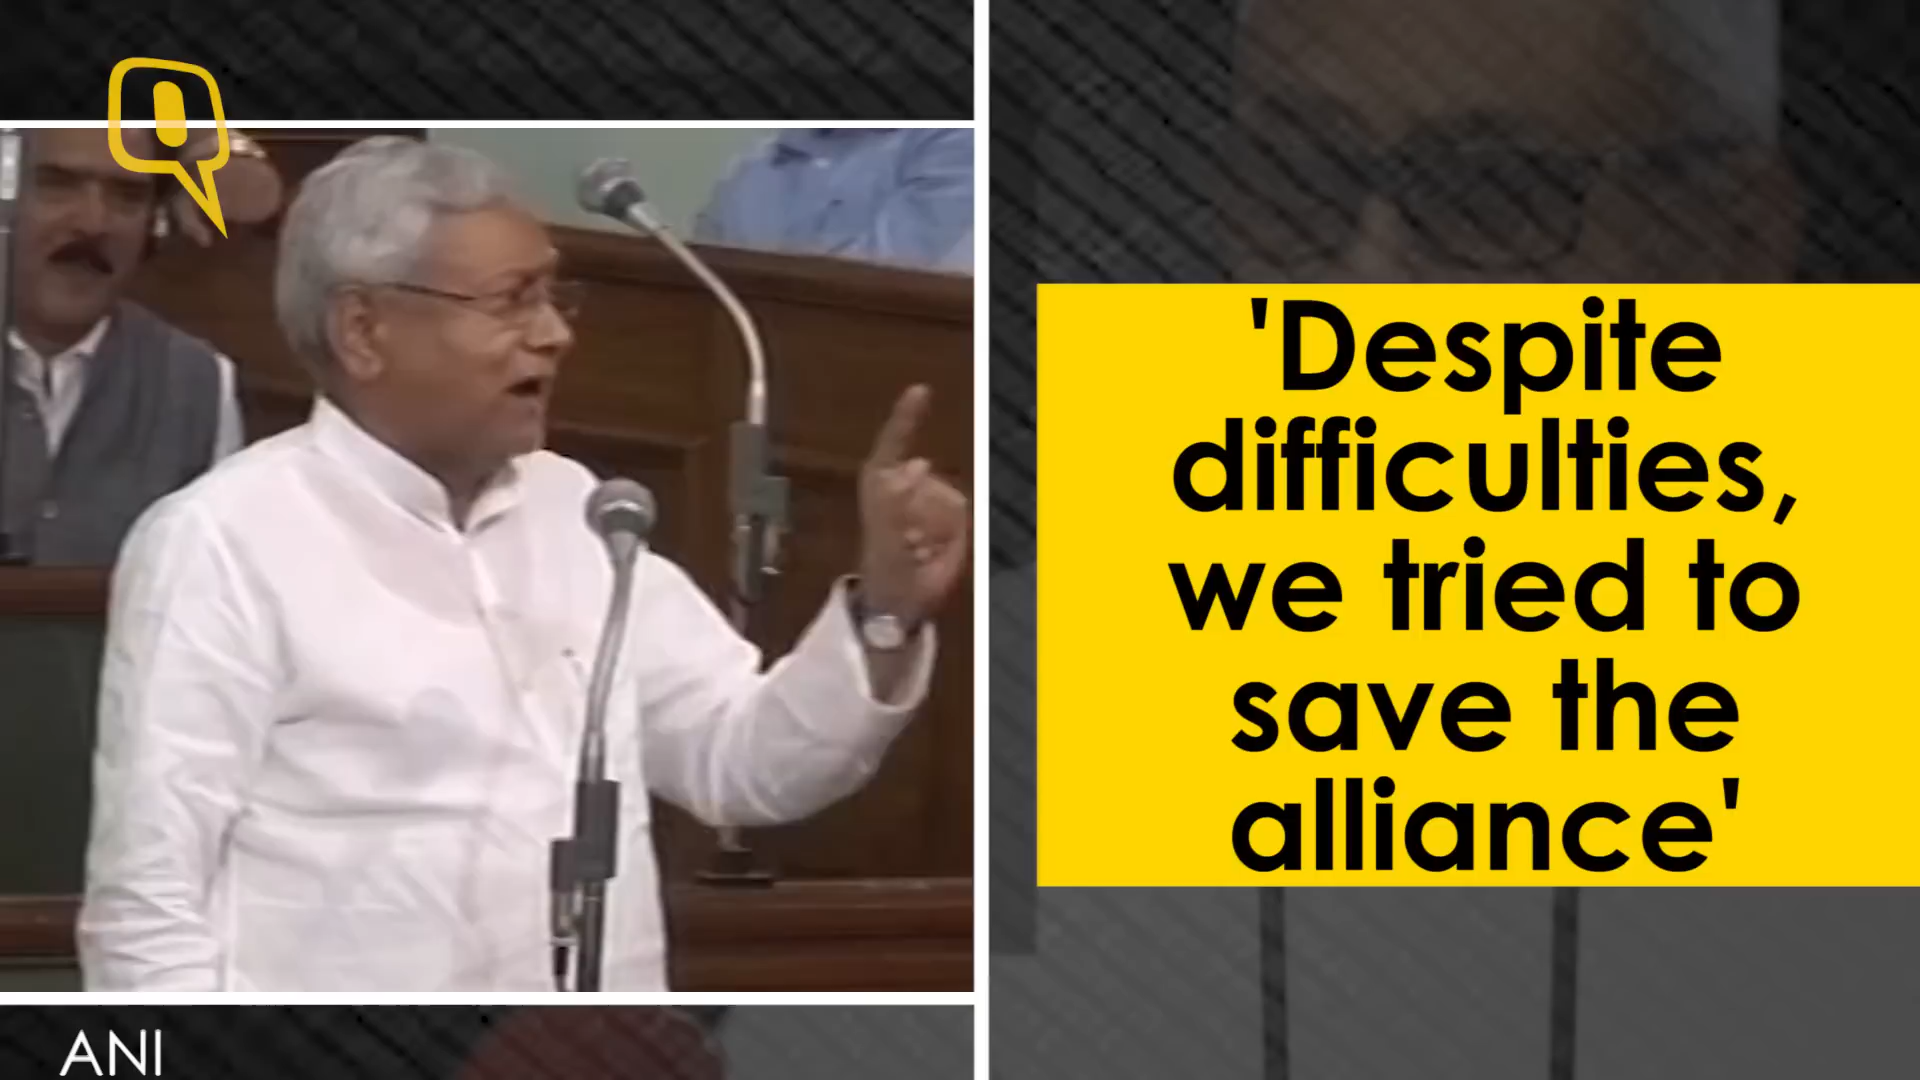 'Despite
difficulties,
we tried to
save the
alliance'
ANI